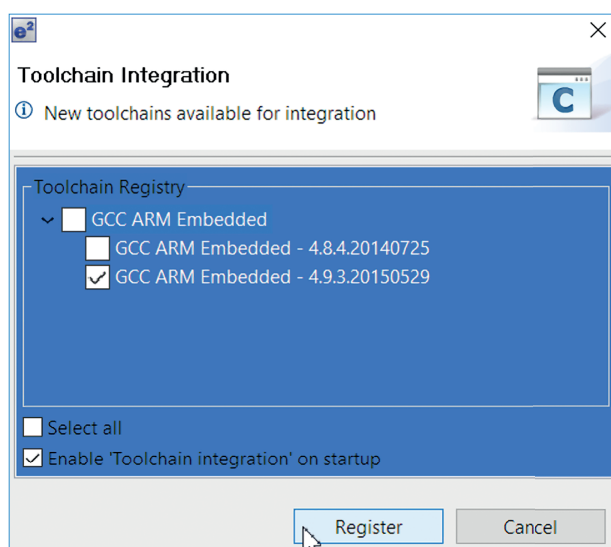 e²
Toolchain Integration
New toolchains available for integration
C
Toolchain Registry
GCC ARM Embedded
GCC ARM Embedded - 4.8.4.20140725
GCC ARM Embedded - 4.9.3.20150529
Select all
Enable 'Toolchain integration' on startup
Register
Cancel